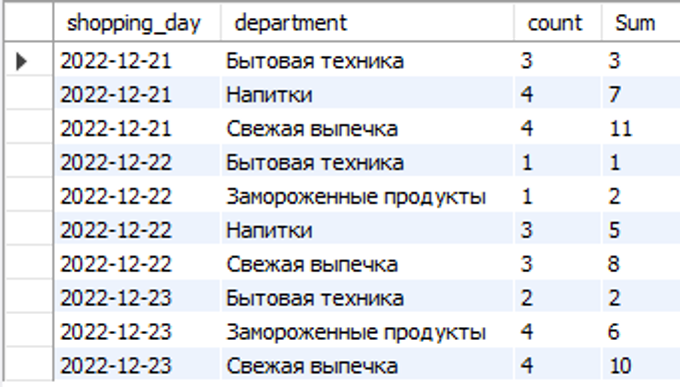 shopping_day department count Sum
2022-12-21 Бытовая техника 3 3
2022-12-21 Напитки 4 7
2022-12-21 Свежая выпечка 4 11
2022-12-22 Бытовая техника 1 1
2022-12-22 Замороженные продукты 1 2
2022-12-22 Напитки 3 5
2022-12-22 Свежая выпечка 3 8
2022-12-23 Бытовая техника 2 2
2022-12-23 Замороженные продукты 4 6
2022-12-23 Свежая выпечка 4 10